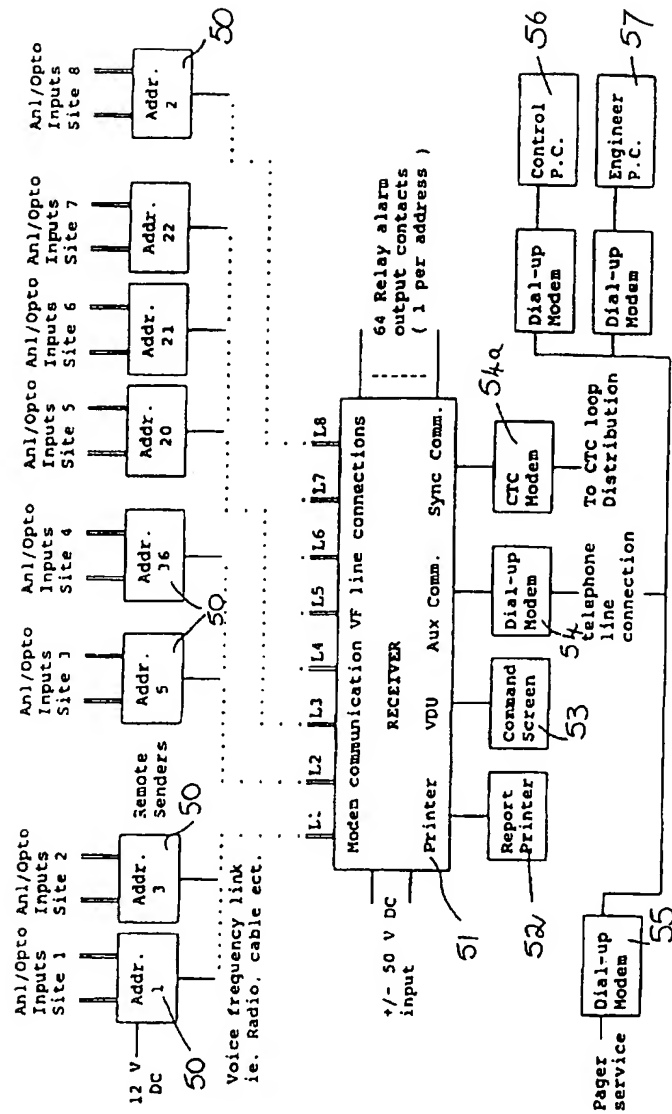 Anl/Opto
Inputs
Site 1
Anl/Opto
Inputs
Site 2
Anl/Opto
Inputs
Site 3
Anl/Opto
Inputs
Site 4
Anl/Opto
Inputs
Site 5
Anl/Opto
Inputs
Site 6
Anl/Opto
Inputs
Site 7
Anl/Opto
Inputs
Site 8
50
12 V
DC
Addr.
1
50
Addr.
3
50
Remote
Senders
Addr.
5
50
Addr.
36
Addr.
20
Addr.
21
Addr.
22
Addr.
2
Voice frequency link
ie. Radio, cable ect.
L1
L2
L3
L4
L5
L6
L7
L8
Modem communication VF line connections
RECEIVER
Printer
VDU
Aux Comm.
Sync Comm.
+/- 50 V DC
input
64 Relay alarm
output contacts
( 1 per address )
51
Report
Printer
52
Command
Screen
53
Dial-up
Modem
54
CTC
Modem
54a
telephone
line
connection
To CTC loop
Distribution
Dial-up
Modem
Control
P.C.
56
Dial-up
Modem
Engineer
P.C.
57
Pager
service
Dial-up
Modem
55